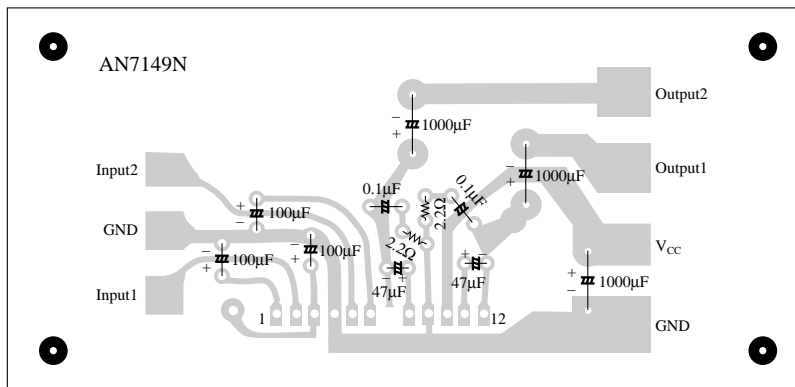 AN7149N
Output2
1000µF
Output1
Input2
0.1µF
0.1µF
1000µF
2.2Ω
100µF
GND
2.2Ω
100µF
VCC
100µF
47µF
47µF
1000µF
Input1
1
12
GND